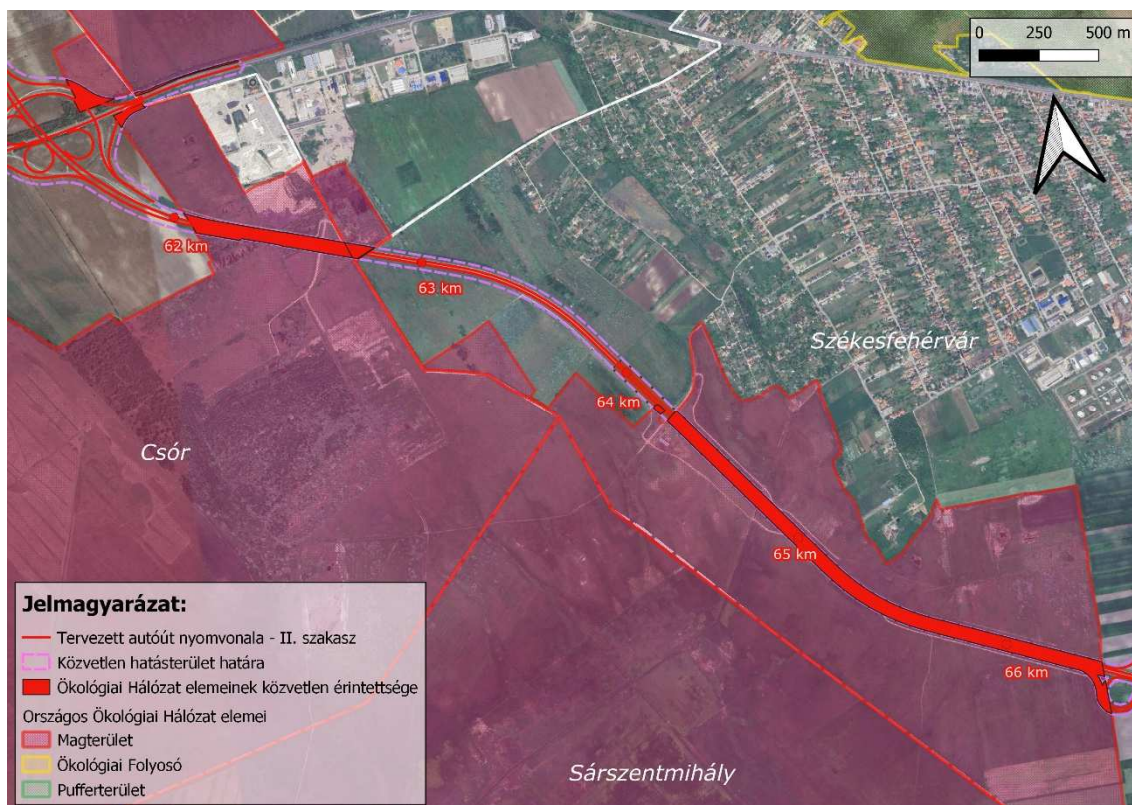 0 250 500 m
62 km
63 km
Székesfehérvár
64 km
Csór
65 km
66 km
Sárszentmihály
Jelmagyarázat:
Tervezett autóút nyomvonala - II. szakasz
Közvetlen hatásterület határa
Ökológiai Hálózat elemeinek közvetlen érintettsége
Országos Ökológiai Hálózat elemei
Magterület
Ökológiai Folyosó
Pufferterület